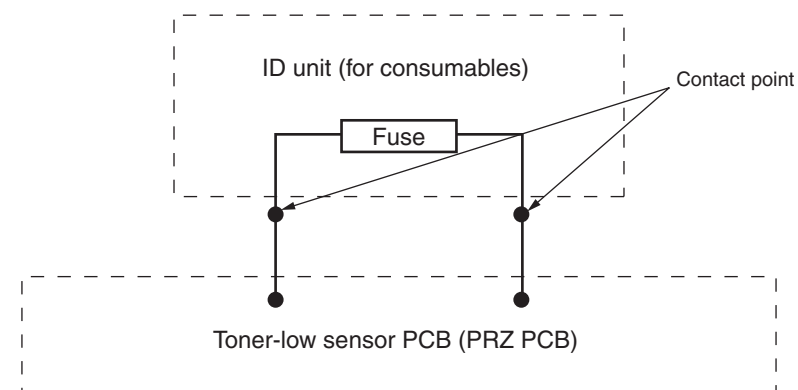 ID unit (for consumables)
Contact point
Fuse
Toner-low sensor PCB (PRZ PCB)